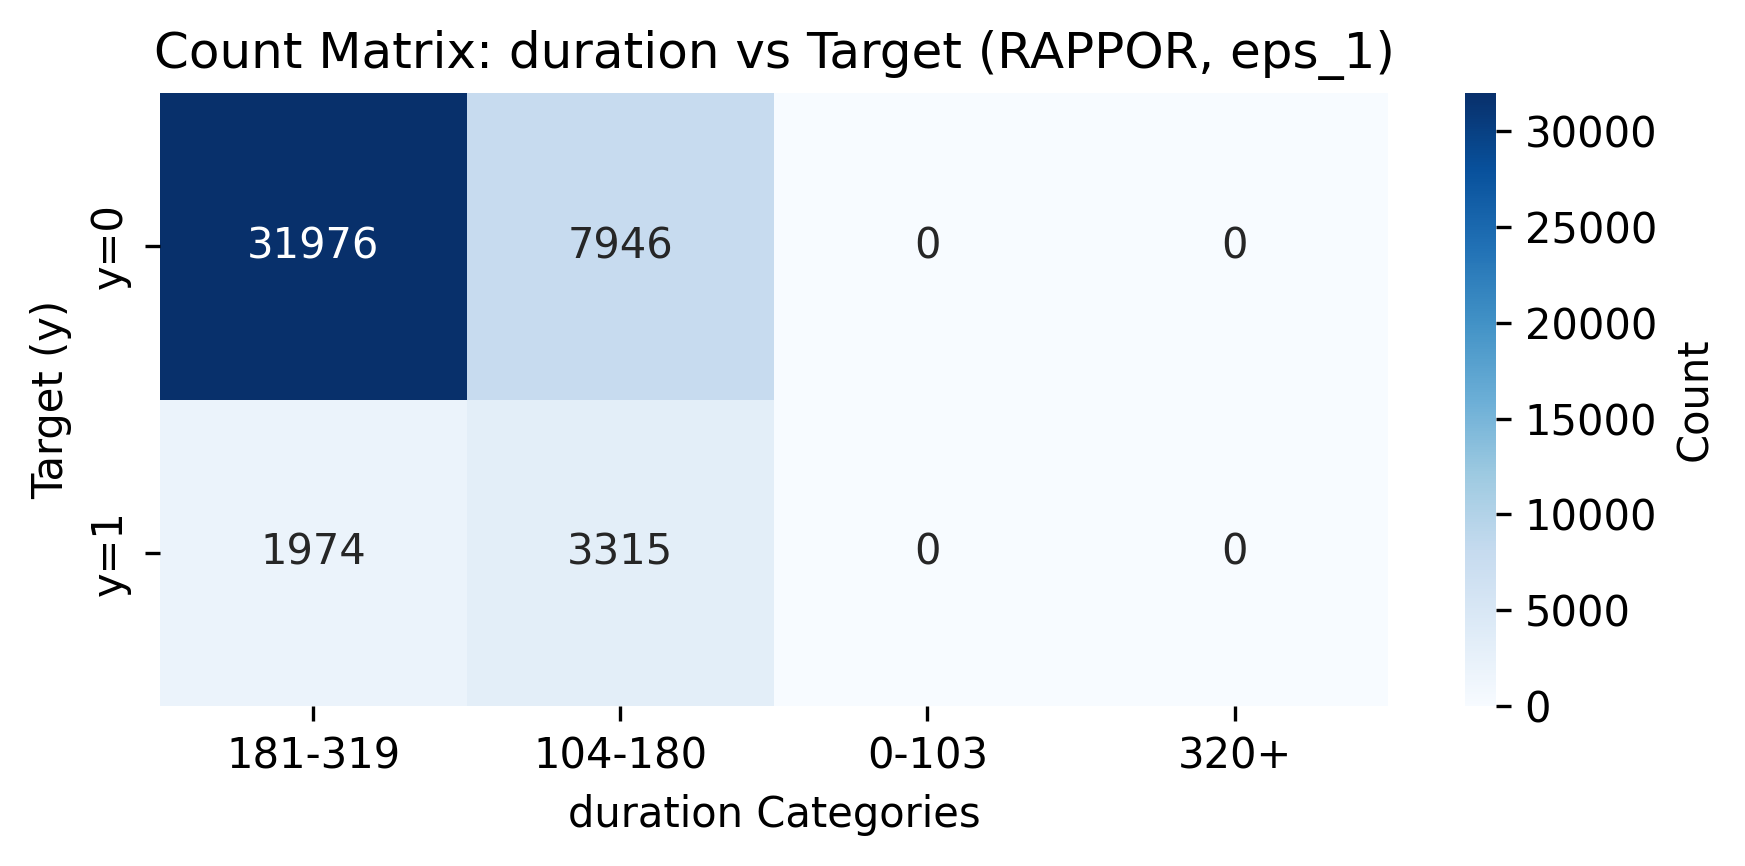 Count Matrix: duration vs Target (RAPPOR, eps_1)
Target (y)
y=0
31976 7946 0 0
y=1
1974 3315 0 0
181-319 104-180 0-103 320+
duration Categories
30000
25000
20000
15000
10000
5000
0
Count